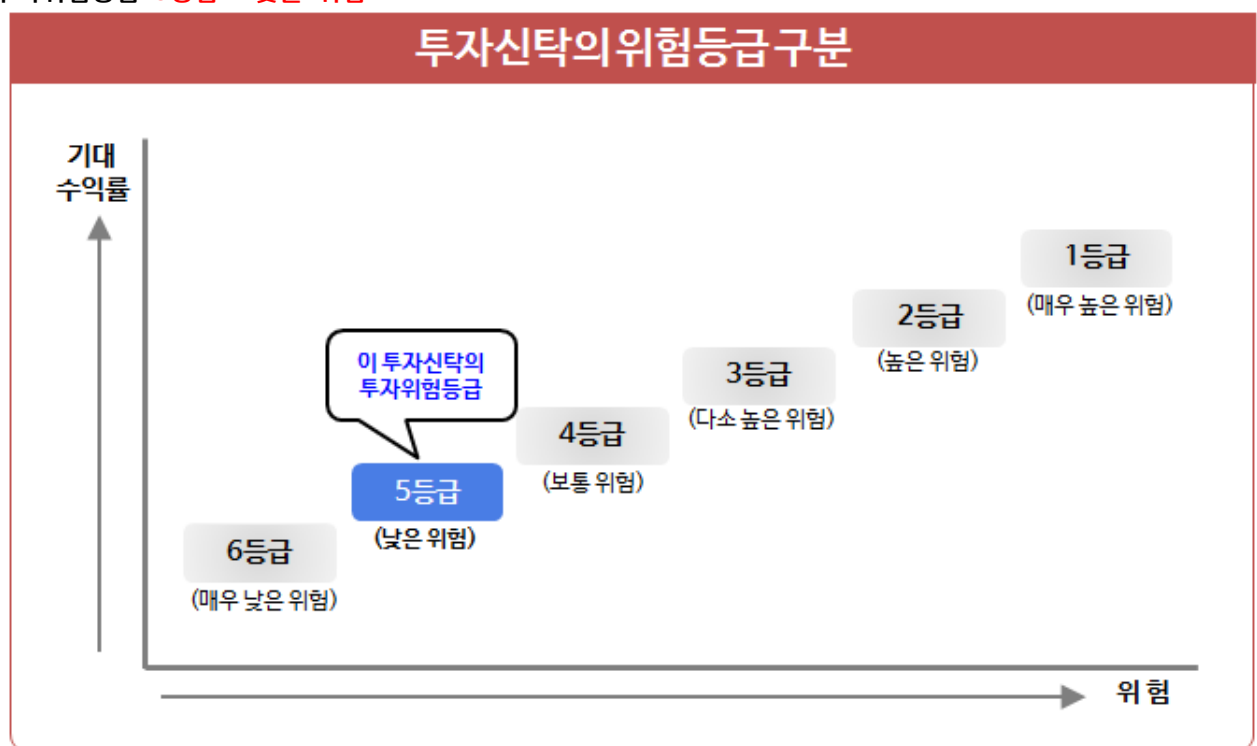 투자신탁의 위험등급 구분
기대
수익률
1등급
(매우 높은 위험)
2등급
(높은 위험)
이 투자신탁의
투자위험등급
3등급
(다소 높은 위험)
4등급
(보통 위험)
5등급
(낮은 위험)
6등급
(매우 낮은 위험)
위 험